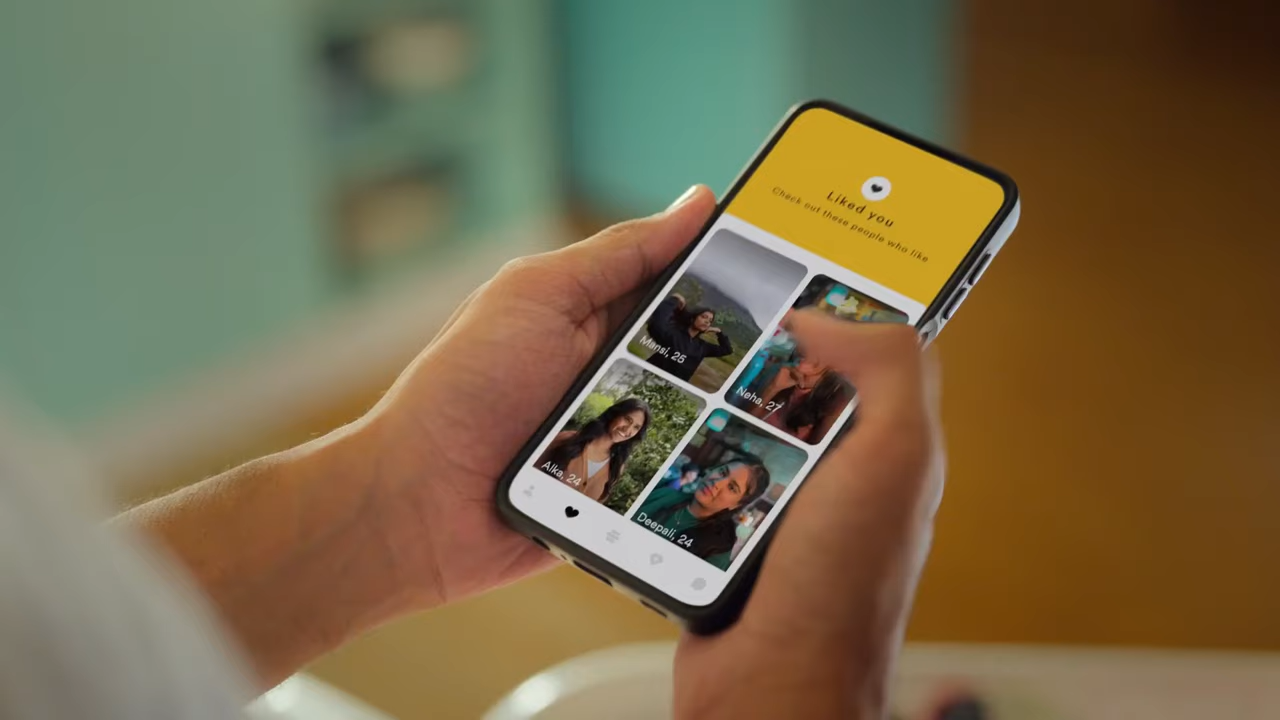 Liked you
Check out these people who like
Mansi, 25
Neha, 27
Alka, 24
Deepali, 24